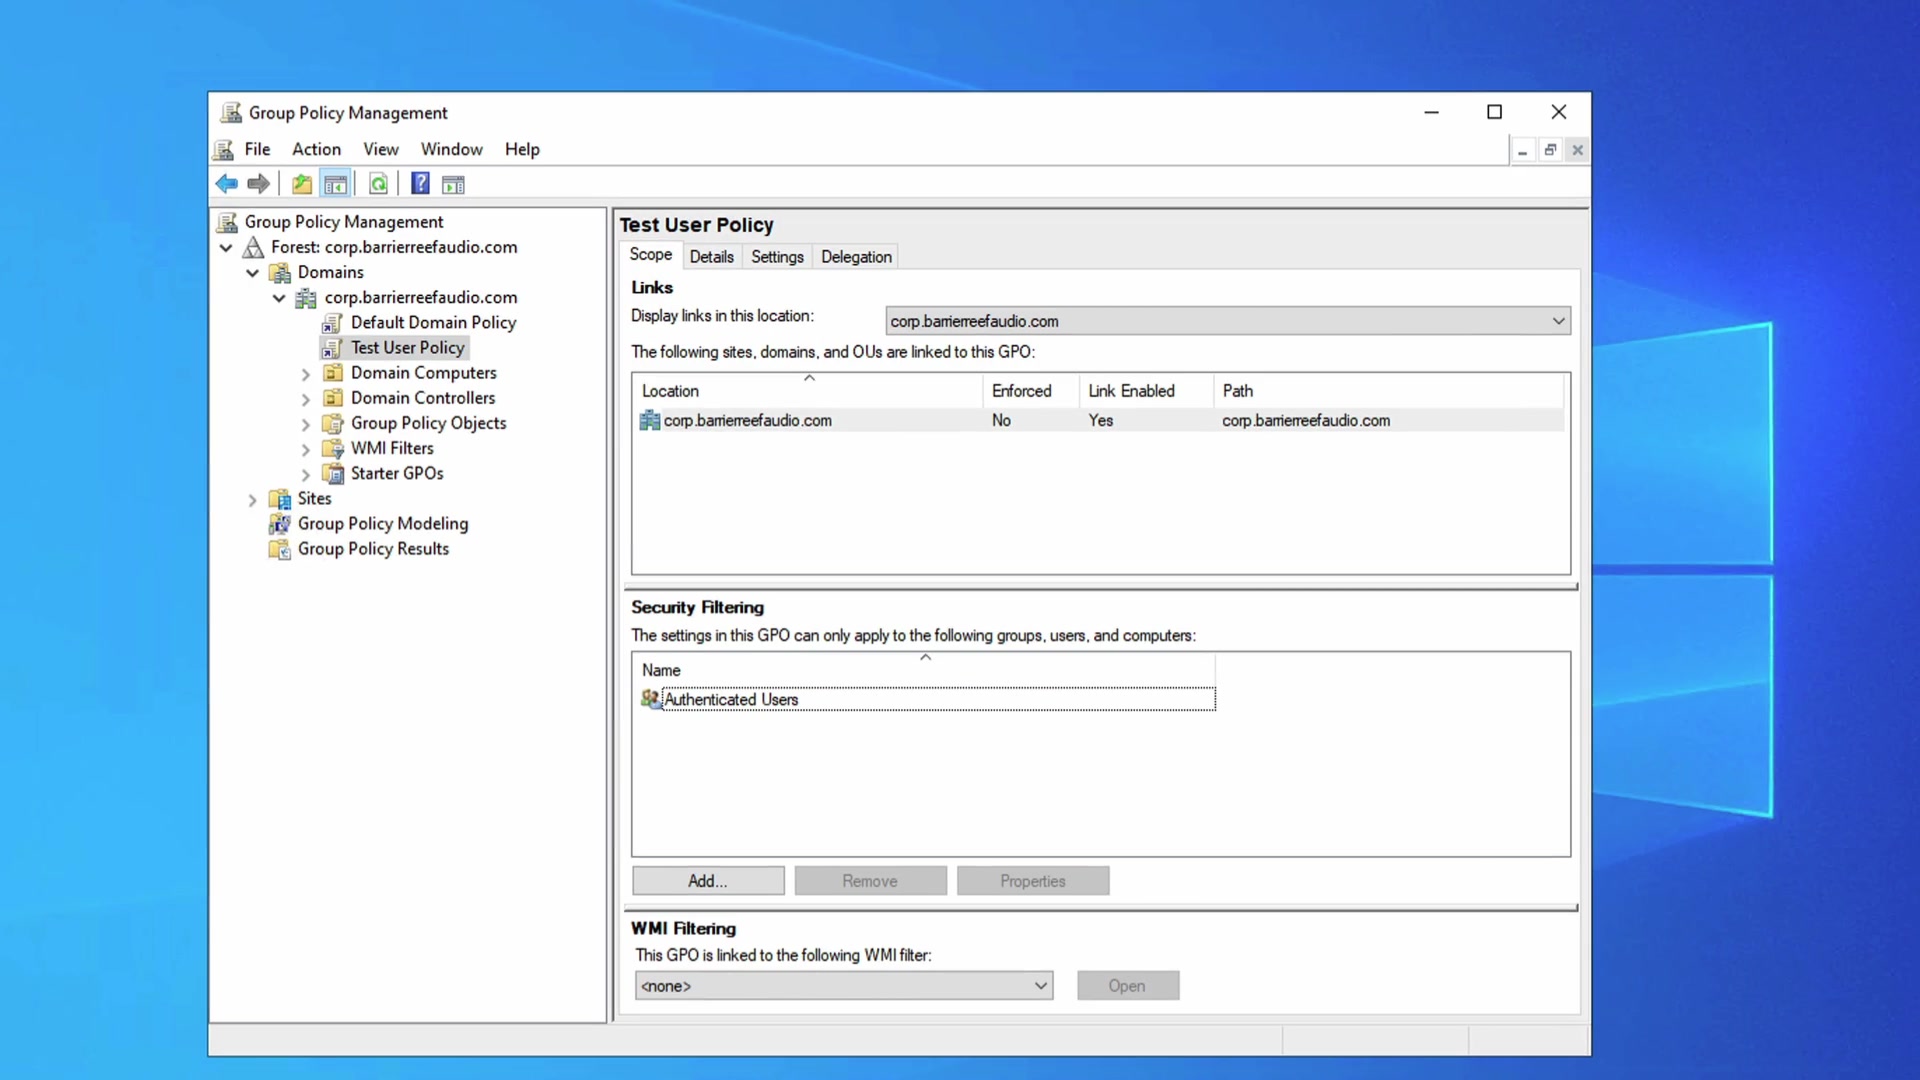 Group Policy Management
File Action View Window Help
Group Policy Management
Forest: corp.barrierreefaudio.com
Domains
corp.barrierreefaudio.com
Default Domain Policy
Test User Policy
Domain Computers
Domain Controllers
Group Policy Objects
WMI Filters
Starter GPOs
Sites
Group Policy Modeling
Group Policy Results
Test User Policy
Scope Details Settings Delegation
Links
Display links in this location: corp.barrierreefaudio.com
The following sites, domains, and OUs are linked to this GPO:
Location Enforced Link Enabled Path
corp.barrierreefaudio.com No Yes corp.barrierreefaudio.com
Security Filtering
The settings in this GPO can only apply to the following groups, users, and computers:
Name
Authenticated Users
Add... Remove Properties
WMI Filtering
This GPO is linked to the following WMI filter:
<none> Open